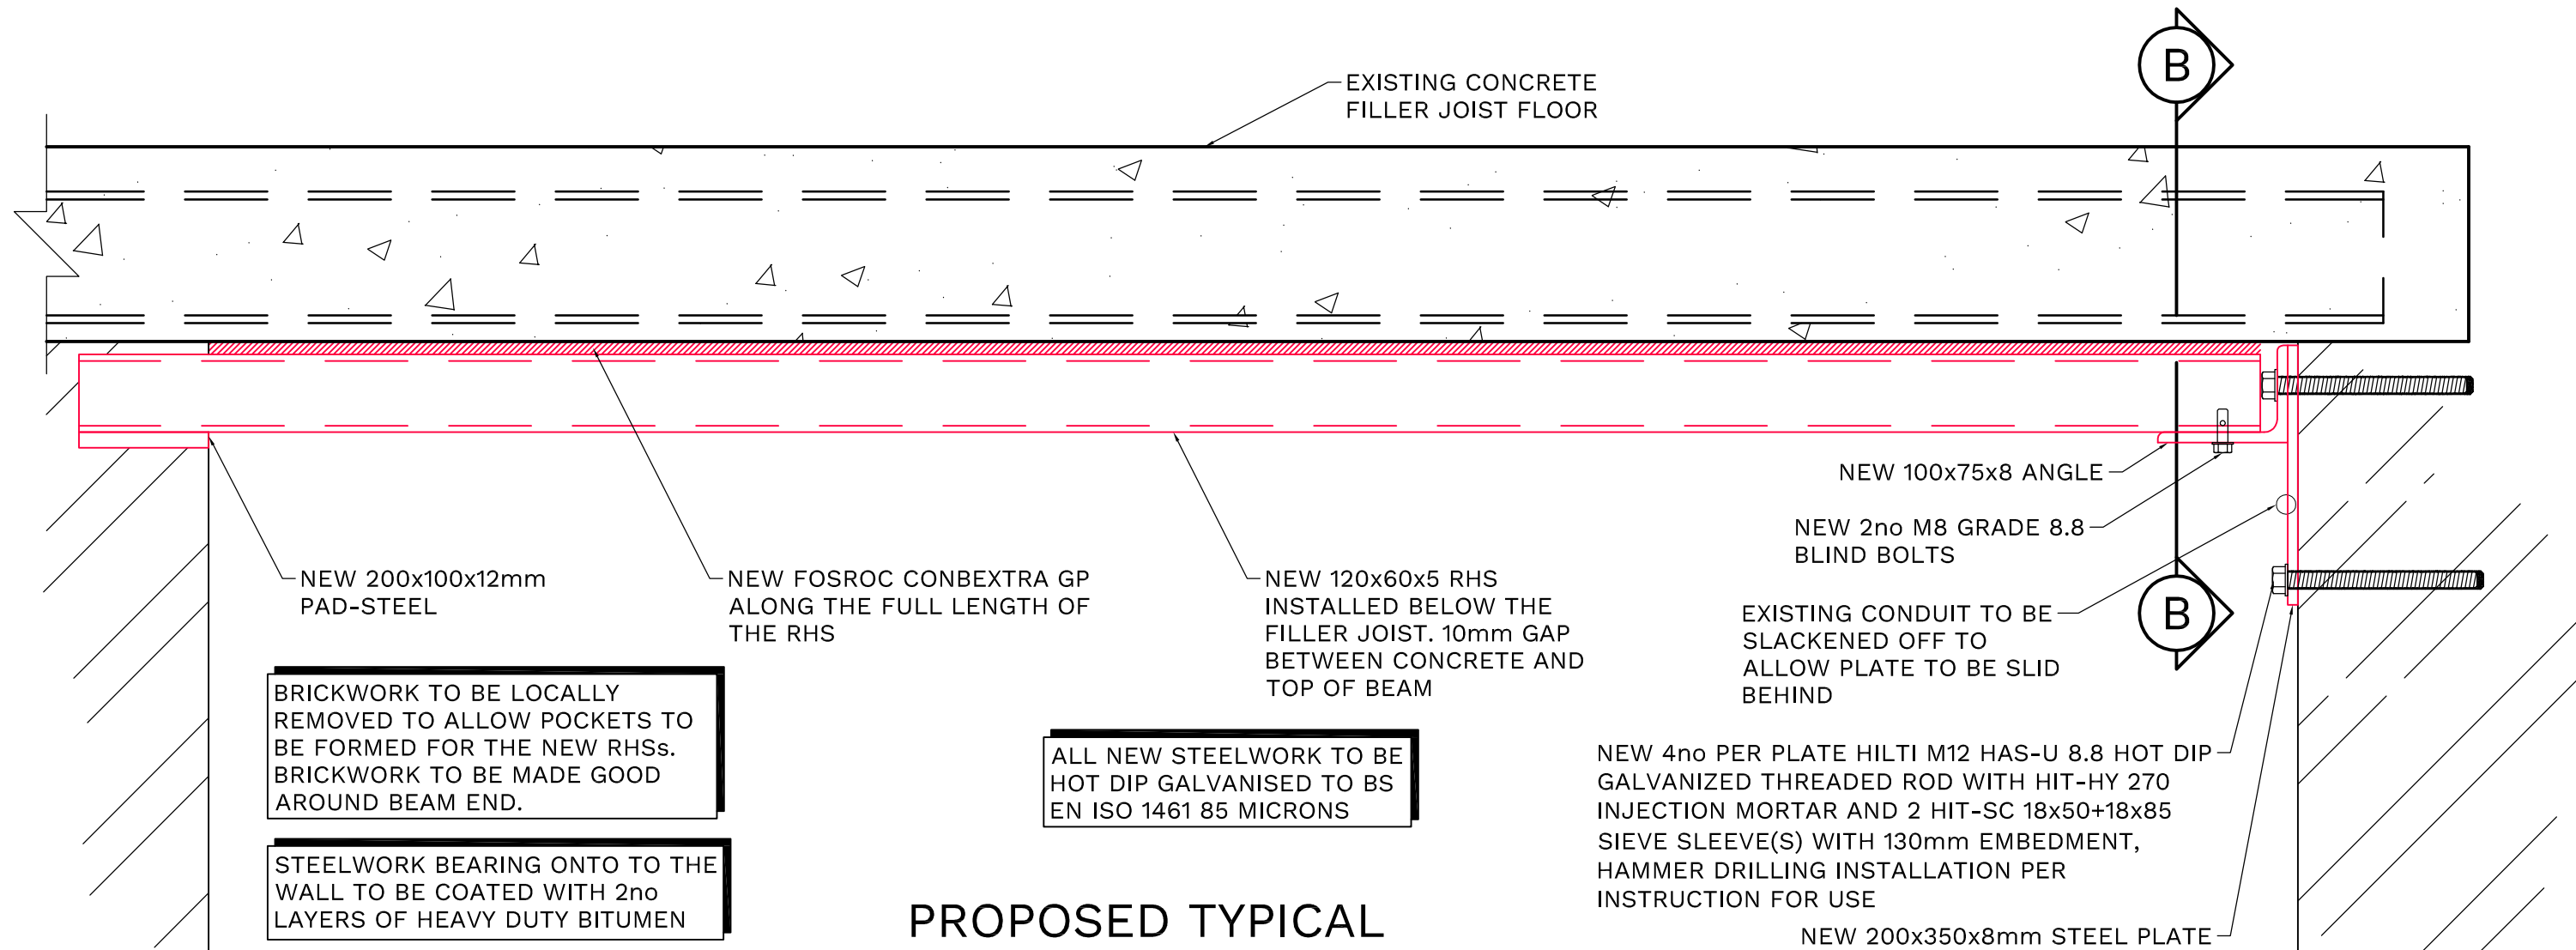 EXISTING CONCRETE
FILLER JOIST FLOOR
B
NEW 100x75x8 ANGLE
NEW 2no M8 GRADE 8.8
BLIND BOLTS
NEW 200x100x12mm
PAD-STEEL
NEW FOSROC CONBEXTRA GP
ALONG THE FULL LENGTH OF
THE RHS
NEW 120x60x5 RHS
INSTALLED BELOW THE
FILLER JOIST. 10mm GAP
BETWEEN CONCRETE AND
TOP OF BEAM
EXISTING CONDUIT TO BE
SLACKENED OFF TO
ALLOW PLATE TO BE SLID
BEHIND
B
BRICKWORK TO BE LOCALLY
REMOVED TO ALLOW POCKETS TO
BE FORMED FOR THE NEW RHSs.
BRICKWORK TO BE MADE GOOD
AROUND BEAM END.
ALL NEW STEELWORK TO BE
HOT DIP GALVANISED TO BS
EN ISO 1461 85 MICRONS
NEW 4no PER PLATE HILTI M12 HAS-U 8.8 HOT DIP
GALVANIZED THREADED ROD WITH HIT-HY 270
INJECTION MORTAR AND 2 HIT-SC 18x50+18x85
SIEVE SLEEVE(S) WITH 130mm EMBEDMENT,
HAMMER DRILLING INSTALLATION PER
INSTRUCTION FOR USE
STEELWORK BEARING ONTO TO THE
WALL TO BE COATED WITH 2no
LAYERS OF HEAVY DUTY BITUMEN
PROPOSED TYPICAL
NEW 200x350x8mm STEEL PLATE